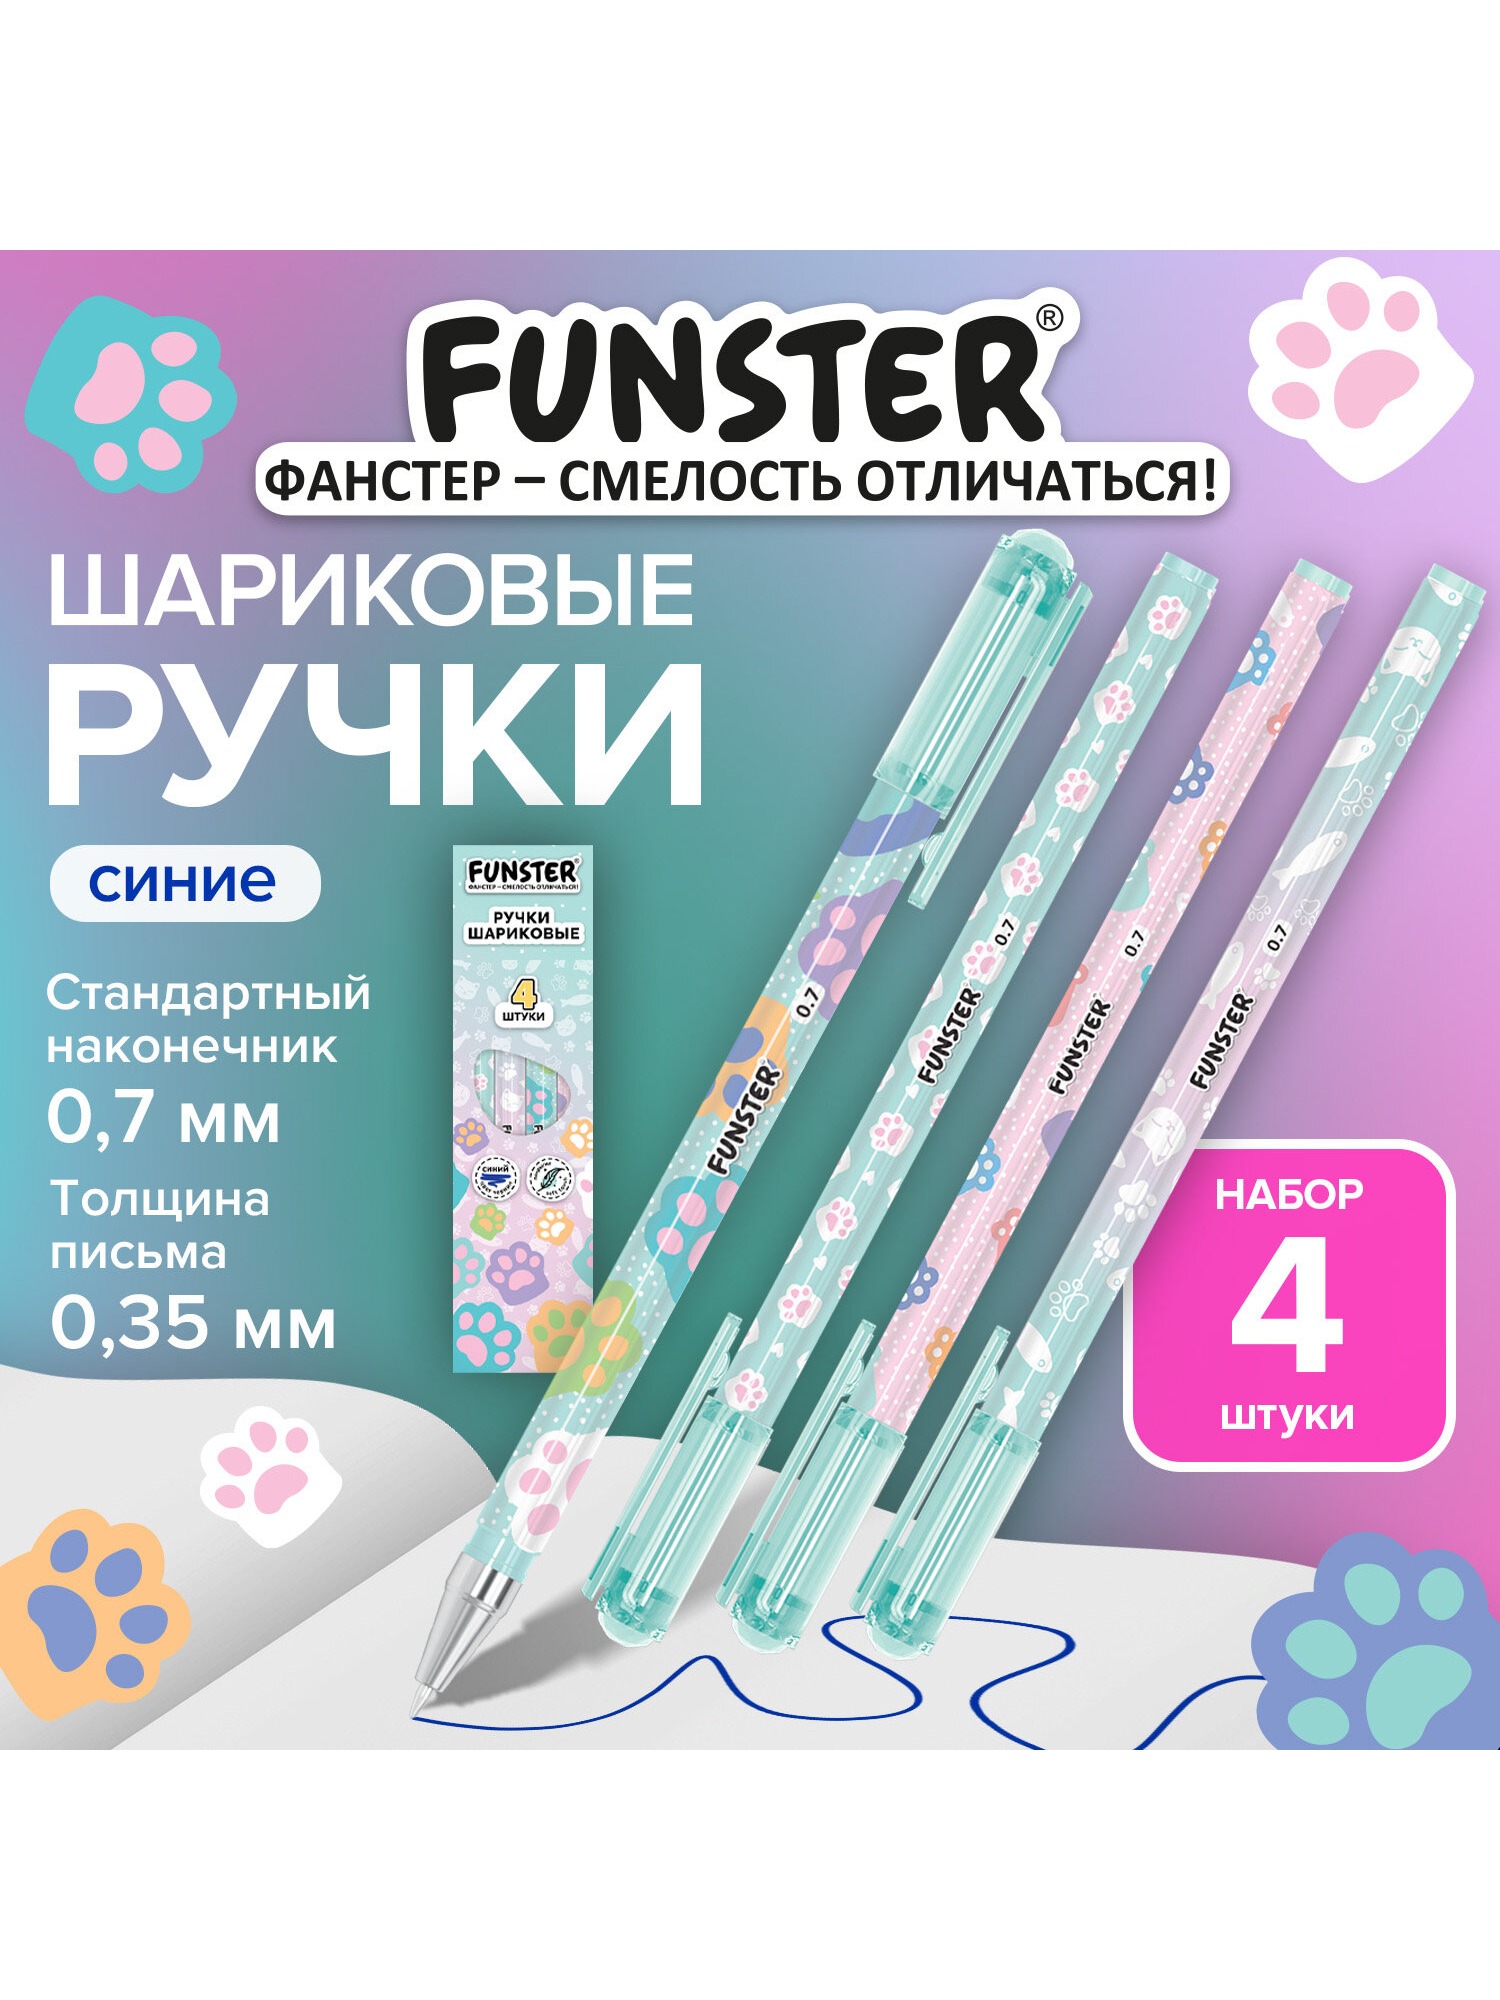 FUNSTER®
ФАНСТЕР – СМЕЛОСТЬ ОТЛИЧАТЬСЯ!
ШАРИКОВЫЕ
РУЧКИ
синие
Стандартный
наконечник
0,7 мм
Толщина
письма
0,35 мм
FUNSTER®
ФАНСТЕР – СМЕЛОСТЬ ОТЛИЧАТЬСЯ!
РУЧКИ
ШАРИКОВЫЕ
4
ШТУКИ
СИНИЙ
FUNSTER 0.7
FUNSTER 0.7
FUNSTER 0.7
FUNSTER 0.7
НАБОР
4
штуки